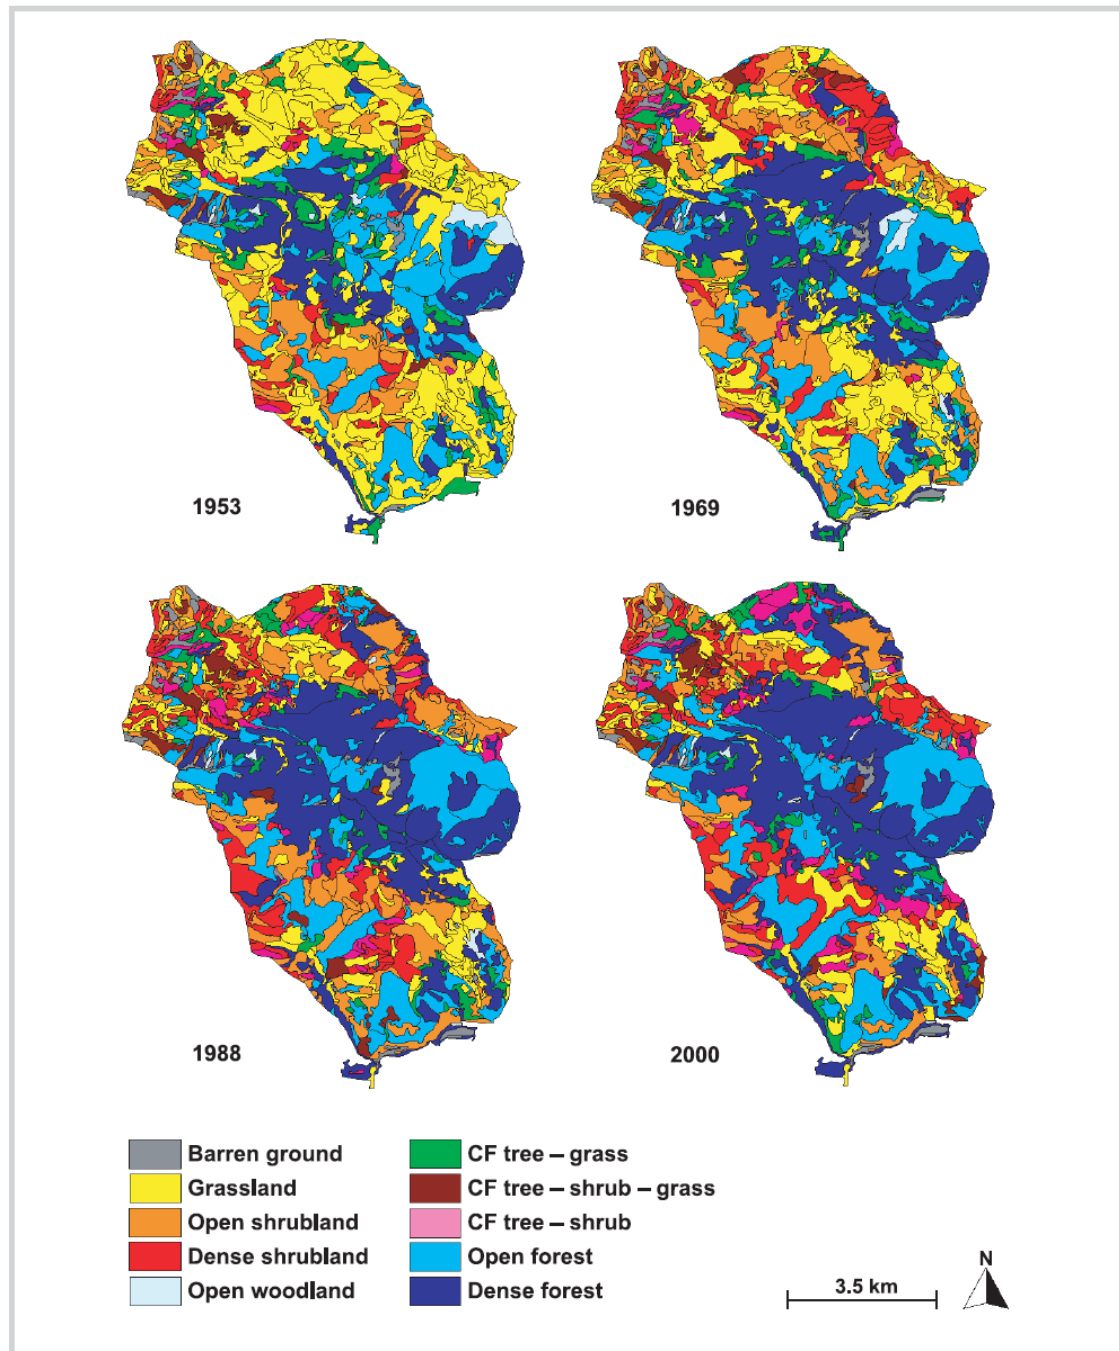 1953
1969
1988
2000
Barren ground
Grassland
Open shrubland
Dense shrubland
Open woodland
CF tree – grass
CF tree – shrub – grass
CF tree – shrub
Open forest
Dense forest
3.5 km
N